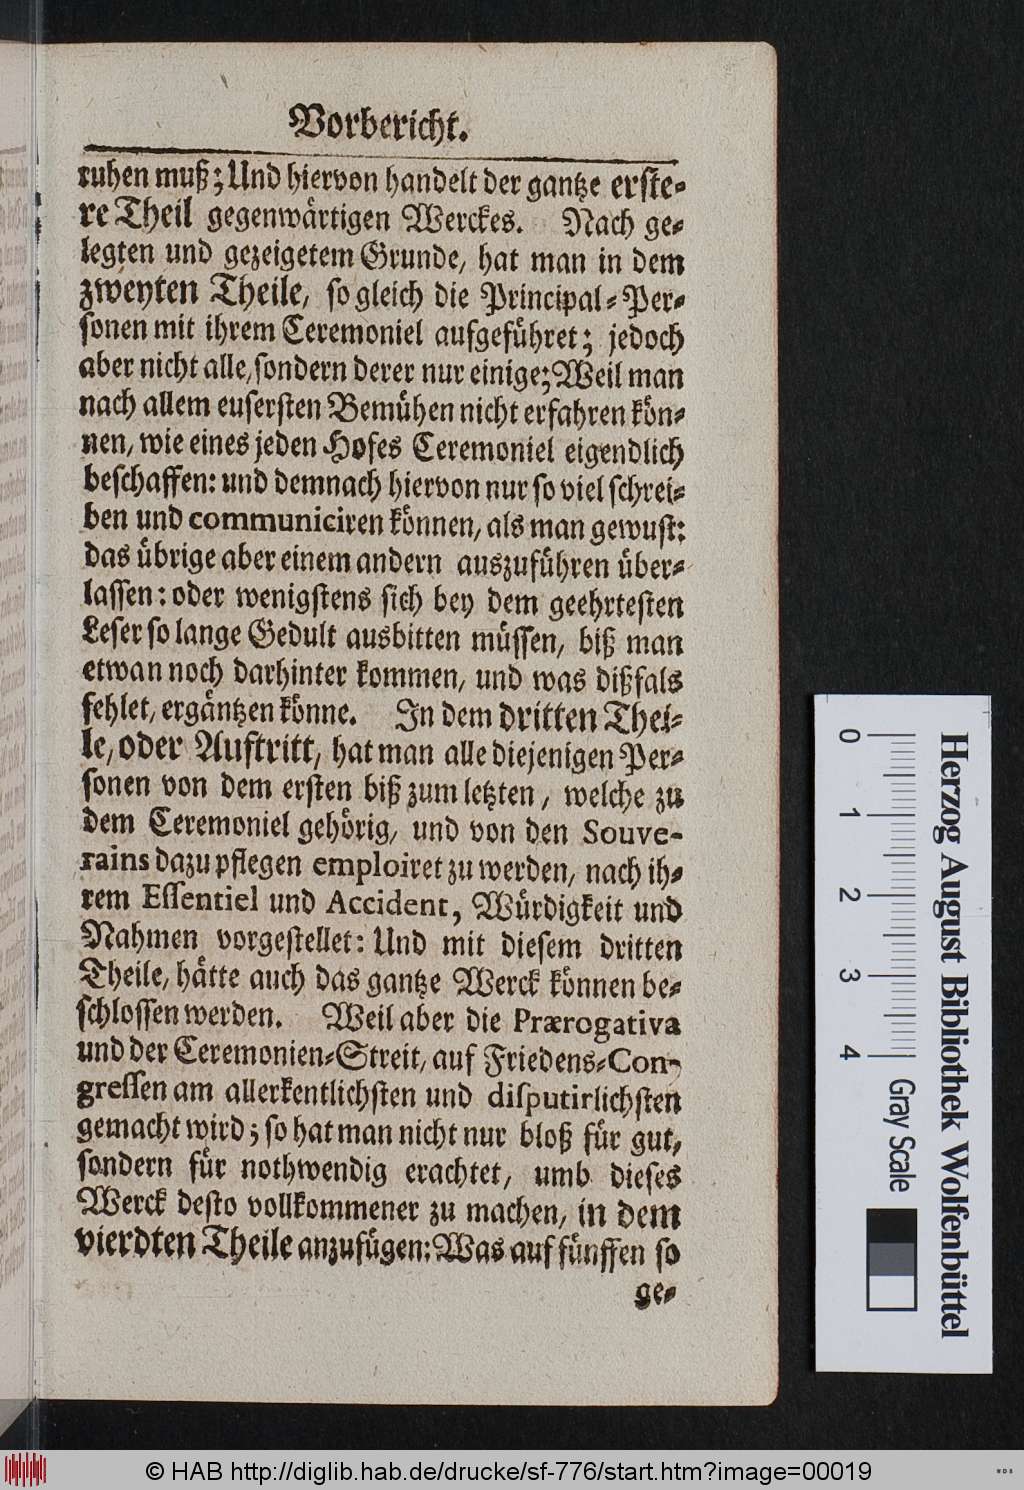 Vorbericht.
ruhen muß; Und hiervon handelt der gantze erste-
re Theil gegenwärtigen Werckes. Nach ge-
legten und gezeigetem Grunde, hat man in dem
zweyten Theile, so gleich die Principal-Per-
sonen mit ihrem Ceremoniel aufgeführet; jedoch
aber nicht alle, sondern derer nur einige; Weil man
nach allem eusersten Bemühen nicht erfahren kön-
nen, wie eines jeden Hofes Ceremoniel eigendlich
beschaffen: und demnach hiervon nur so viel schrei-
ben und communiciren können, als man gewust:
das übrige aber einem andern auszuführen über-
lassen: oder wenigstens sich bey dem geehrtesten
Leser so lange Gedult ausbitten müssen, biß man
etwan noch darhinter kommen, und was dißfals
fehlet, ergäntzen könne. In dem dritten Thei-
le, oder Auftritt, hat man alle diejenigen Per-
sonen von dem ersten biß zum letzten, welche zu
dem Ceremoniel gehörig, und von den Souve-
rains dazu pflegen emploiret zu werden, nach ih-
rem Essentiel und Accident, Würdigkeit und
Nahmen vorgestellet: Und mit diesem dritten
Theile, hätte auch das gantze Werck können be-
schlossen werden. Weil aber die Prærogativa
und der Ceremonien-Streit, auf Friedens-Con-
gressen am allerkentlichsten und disputirlichsten
gemacht wird; so hat man nicht nur bloß für gut,
sondern für nothwendig erachtet, umb dieses
Werck desto vollkommener zu machen, in dem
vierdten Theile anzufügen: Was auf fünffen so
ge-
0 1 2 3 4 Gray Scale
Herzog August Bibliothek Wolfenbüttel
© HAB http://diglib.hab.de/drucke/sf-776/start.htm?image=00019